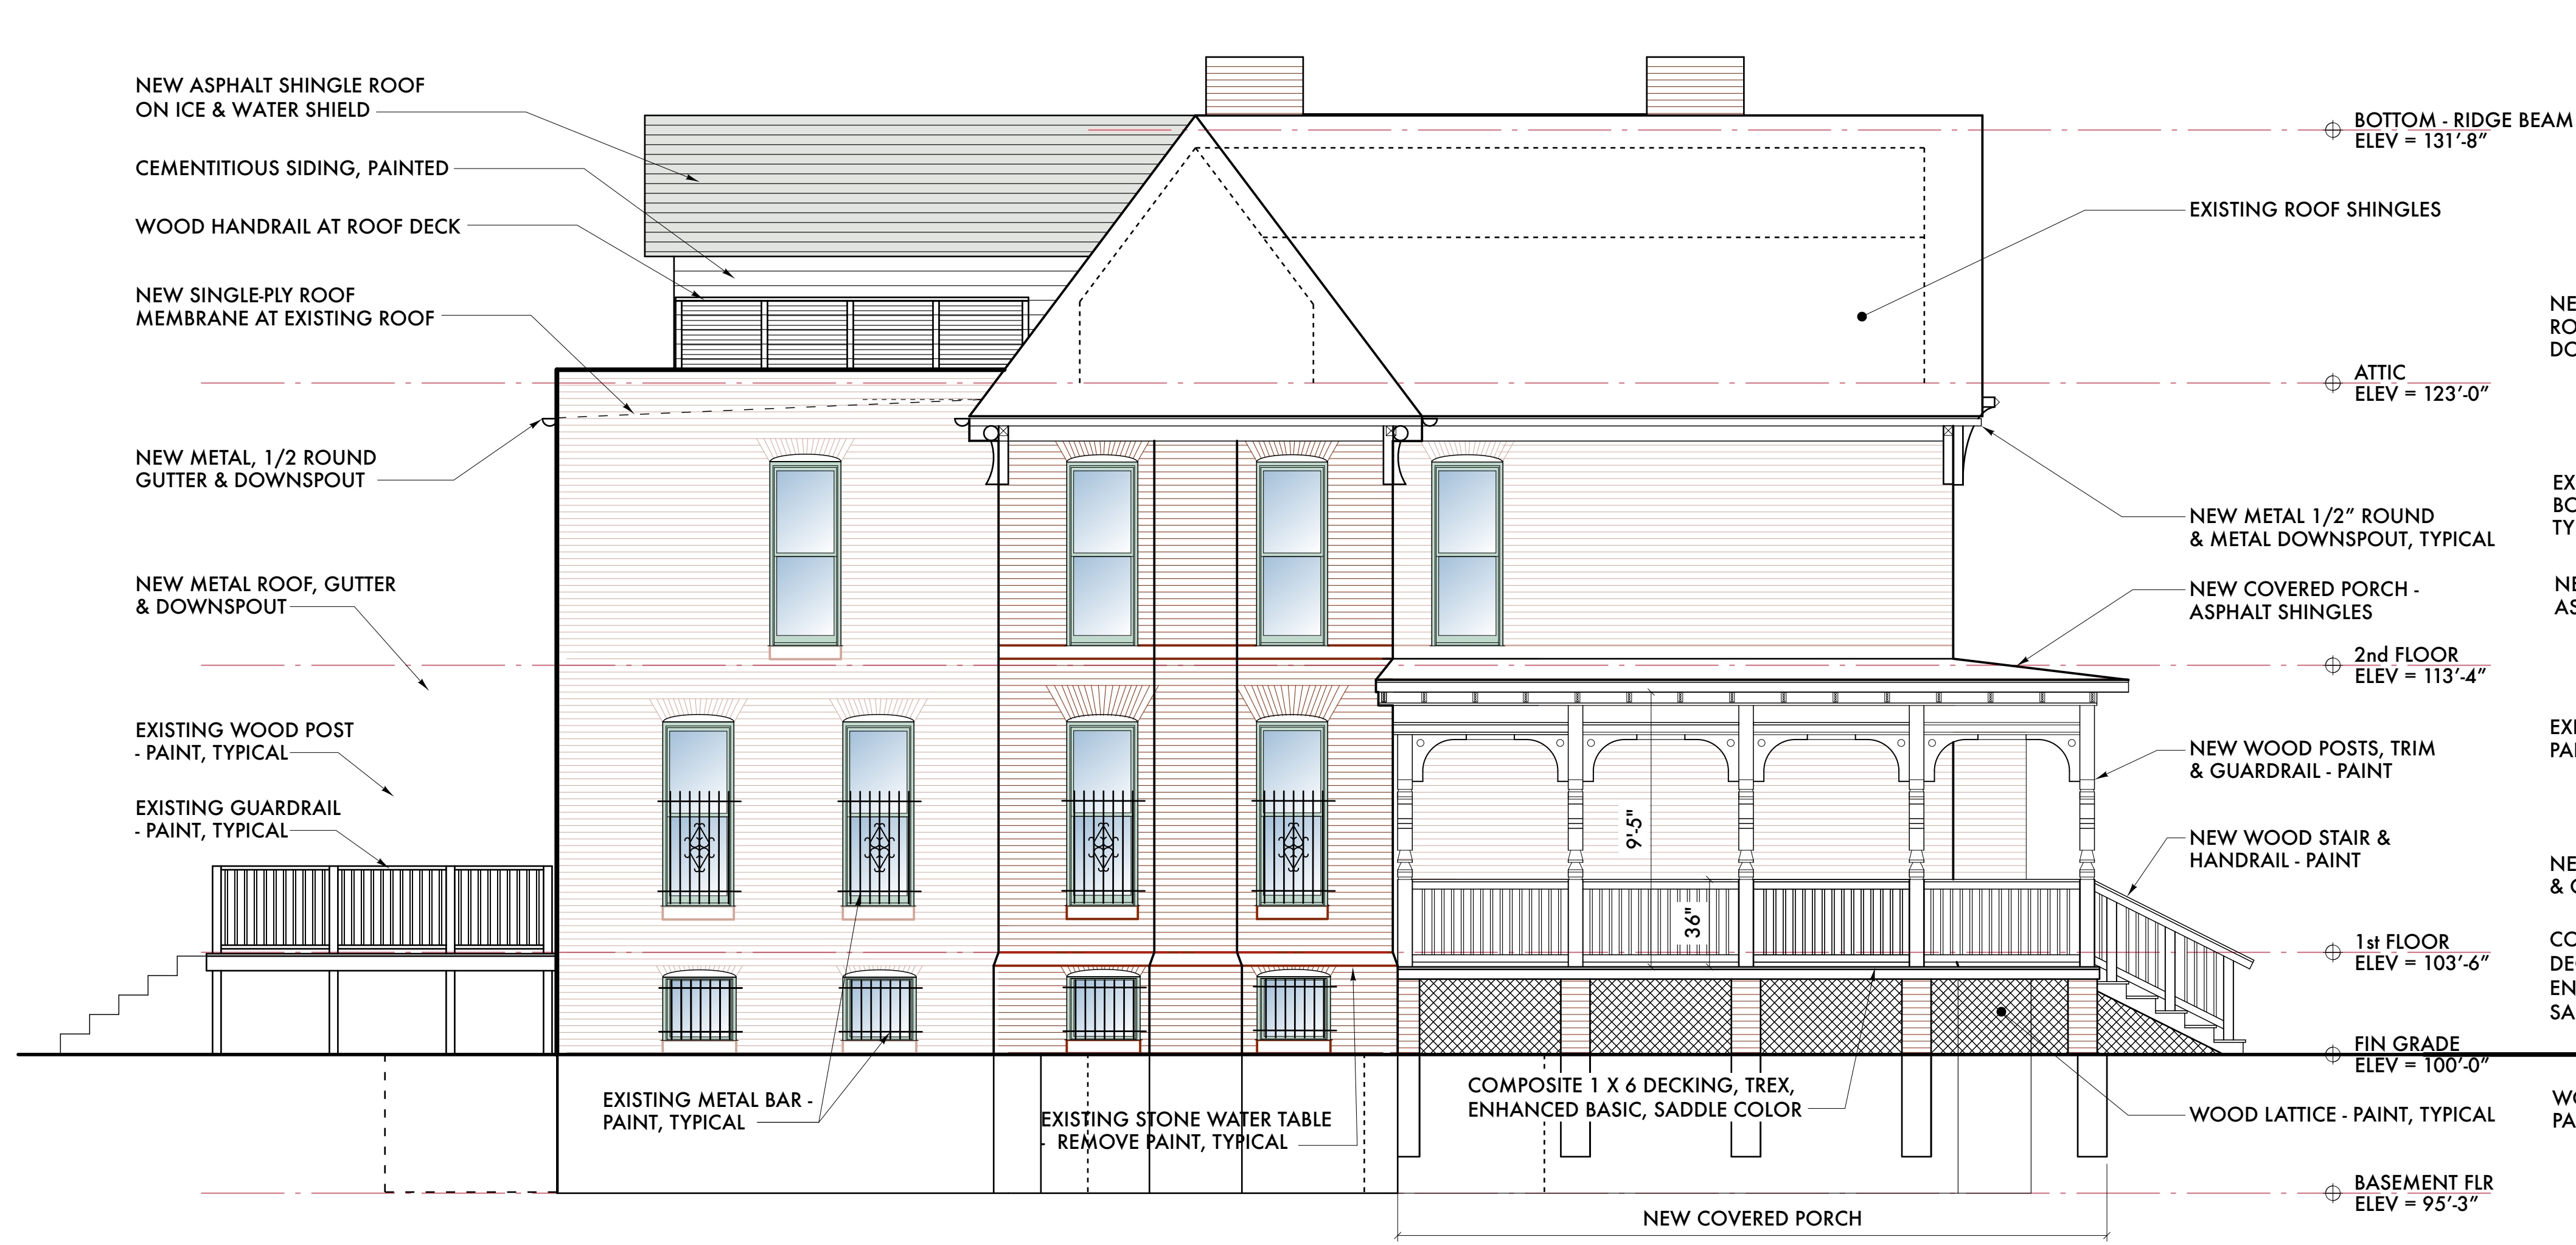 NEW ASPHALT SHINGLE ROOF
ON ICE & WATER SHIELD
CEMENTITIOUS SIDING, PAINTED
WOOD HANDRAIL AT ROOF DECK
NEW SINGLE-PLY ROOF
MEMBRANE AT EXISTING ROOF
NEW METAL, 1/2 ROUND
GUTTER & DOWNSPOUT
NEW METAL ROOF, GUTTER
& DOWNSPOUT
EXISTING WOOD POST
- PAINT, TYPICAL
EXISTING GUARDRAIL
- PAINT, TYPICAL
EXISTING METAL BAR -
PAINT, TYPICAL
EXISTING STONE WATER TABLE
- REMOVE PAINT, TYPICAL
COMPOSITE 1 X 6 DECKING, TREX,
ENHANCED BASIC, SADDLE COLOR
9'-5"
36"
NEW COVERED PORCH
BOTTOM - RIDGE BEAM
ELEV = 131'-8"
EXISTING ROOF SHINGLES
ATTIC
ELEV = 123'-0"
NEW METAL 1/2" ROUND
& METAL DOWNSPOUT, TYPICAL
NEW COVERED PORCH -
ASPHALT SHINGLES
2nd FLOOR
ELEV = 113'-4"
NEW WOOD POSTS, TRIM
& GUARDRAIL - PAINT
NEW WOOD STAIR &
HANDRAIL - PAINT
1st FLOOR
ELEV = 103'-6"
FIN GRADE
ELEV = 100'-0"
WOOD LATTICE - PAINT, TYPICAL
BASEMENT FLR
ELEV = 95'-3"